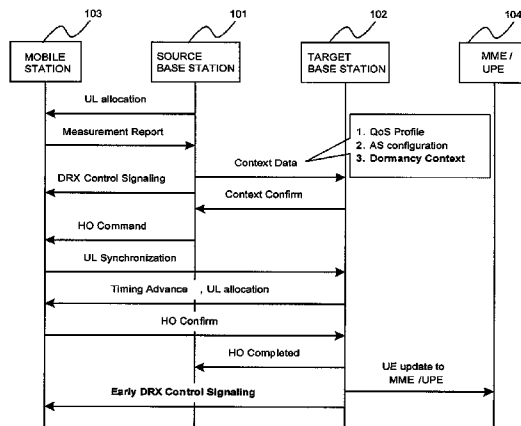 103
101
102
104
MOBILE
STATION
SOURCE
BASE STATION
TARGET
BASE STATION
MME /
UPE
UL allocation
Measurement Report
1. QoS Profile
2. AS configuration
3. Dormancy Context
Context Data
DRX Control Signaling
Context Confirm
HO Command
UL Synchronization
Timing Advance , UL allocation
HO Confirm
HO Completed
UE update to
MME /UPE
Early DRX Control Signaling